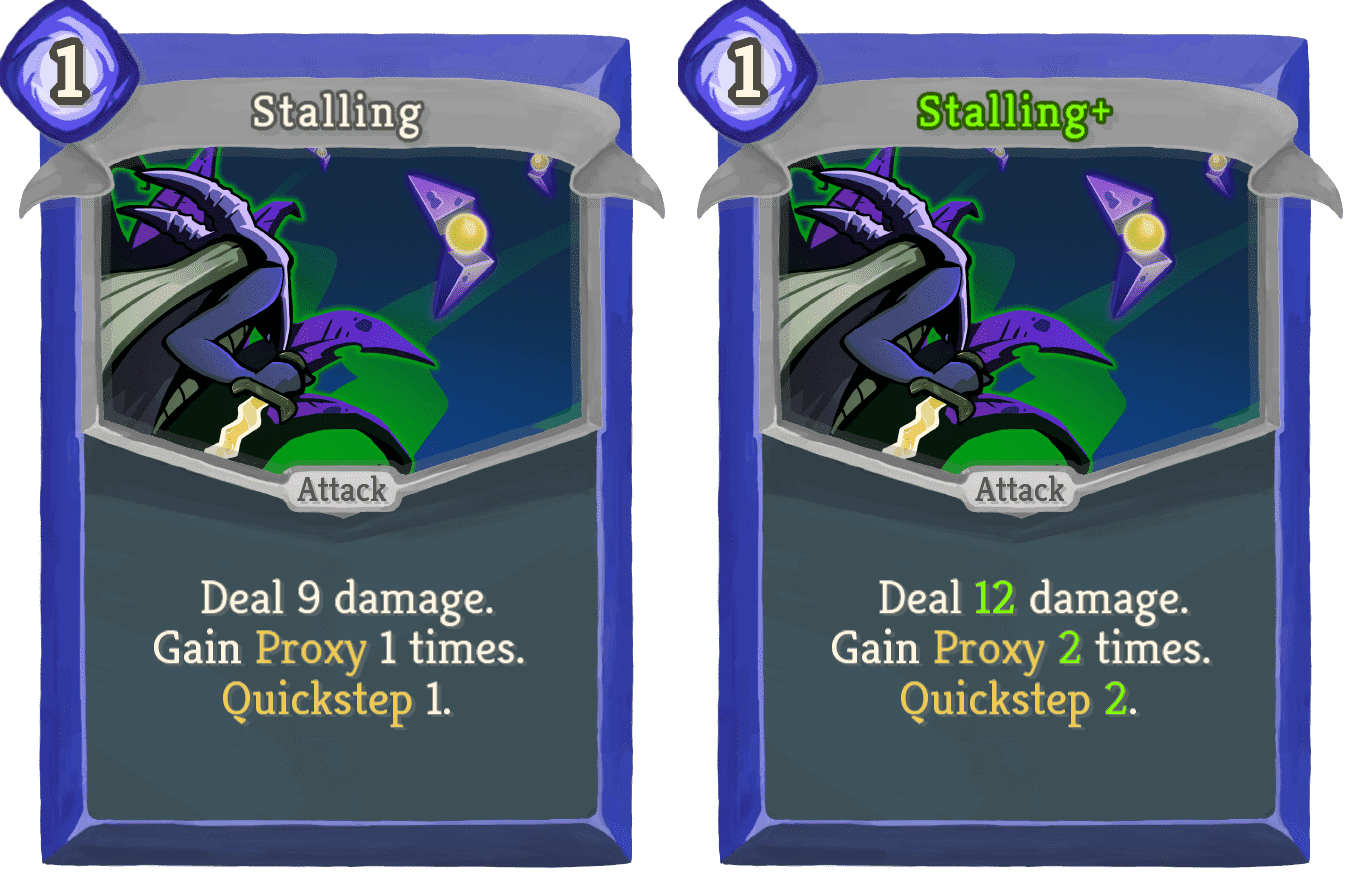 1
Stalling
Attack
Deal 9 damage.
Gain Proxy 1 times.
Quickstep 1.
1
Stalling+
Attack
Deal 12 damage.
Gain Proxy 2 times.
Quickstep 2.